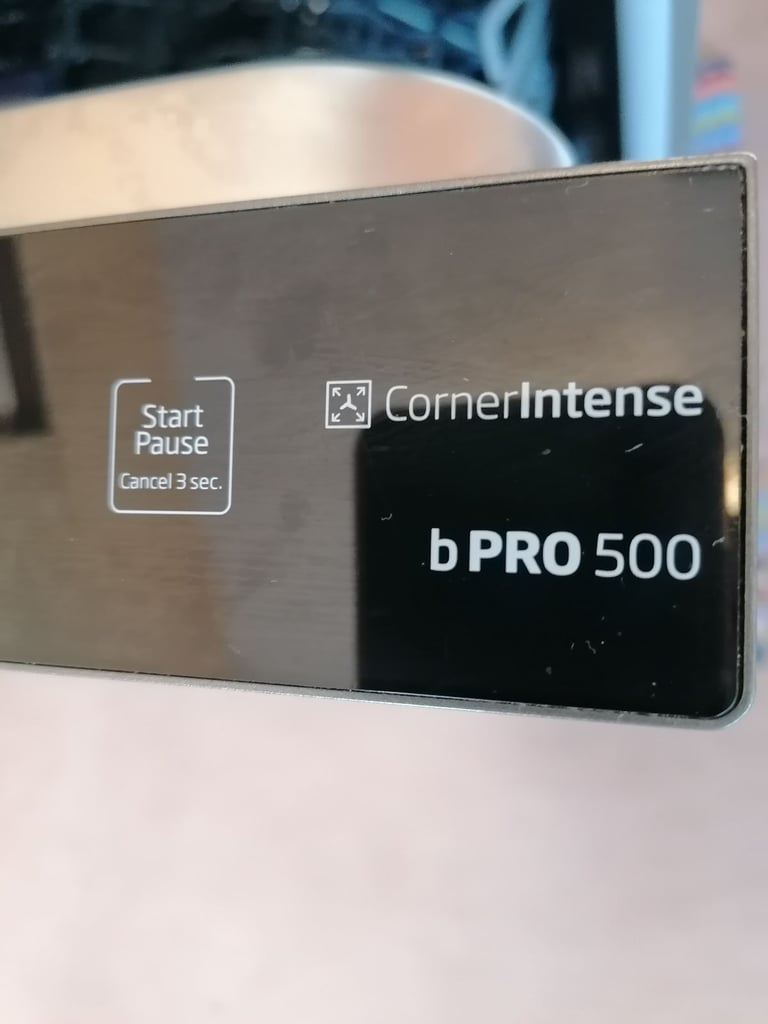 Start
Pause
Cancel 3 sec.
CornerIntense
b PRO 500